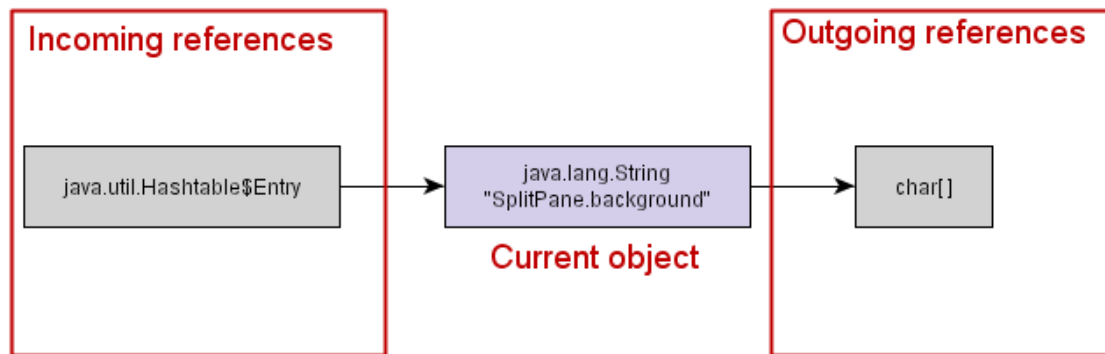 Incoming references
Outgoing references
java.util.Hashtable$Entry
java.lang.String
"SplitPane.background"
char[]
Current object